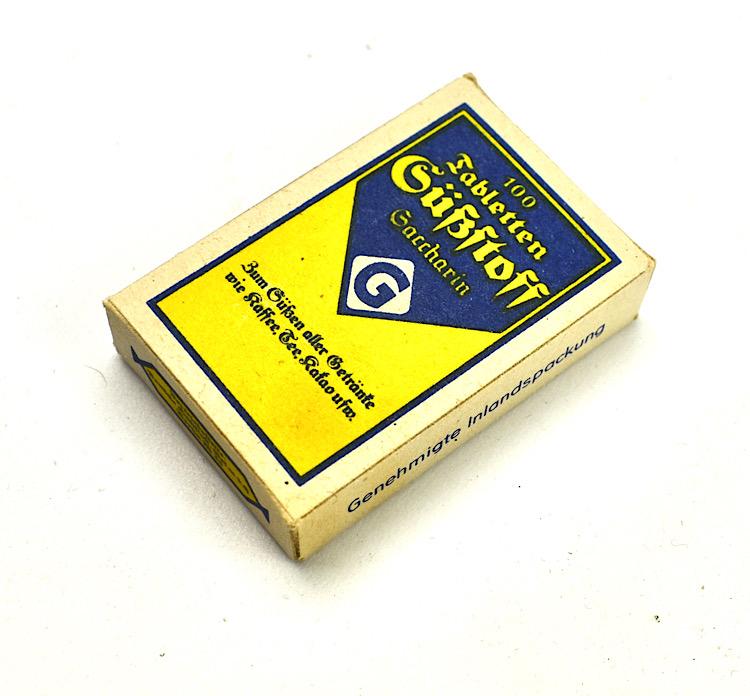 100
Tabletten
Süßstoff
Saccharin
G
Zum Süßen aller Getränke
wie Kaffee, Tee, Kakao usw.
Genehmigte Inlandspackung